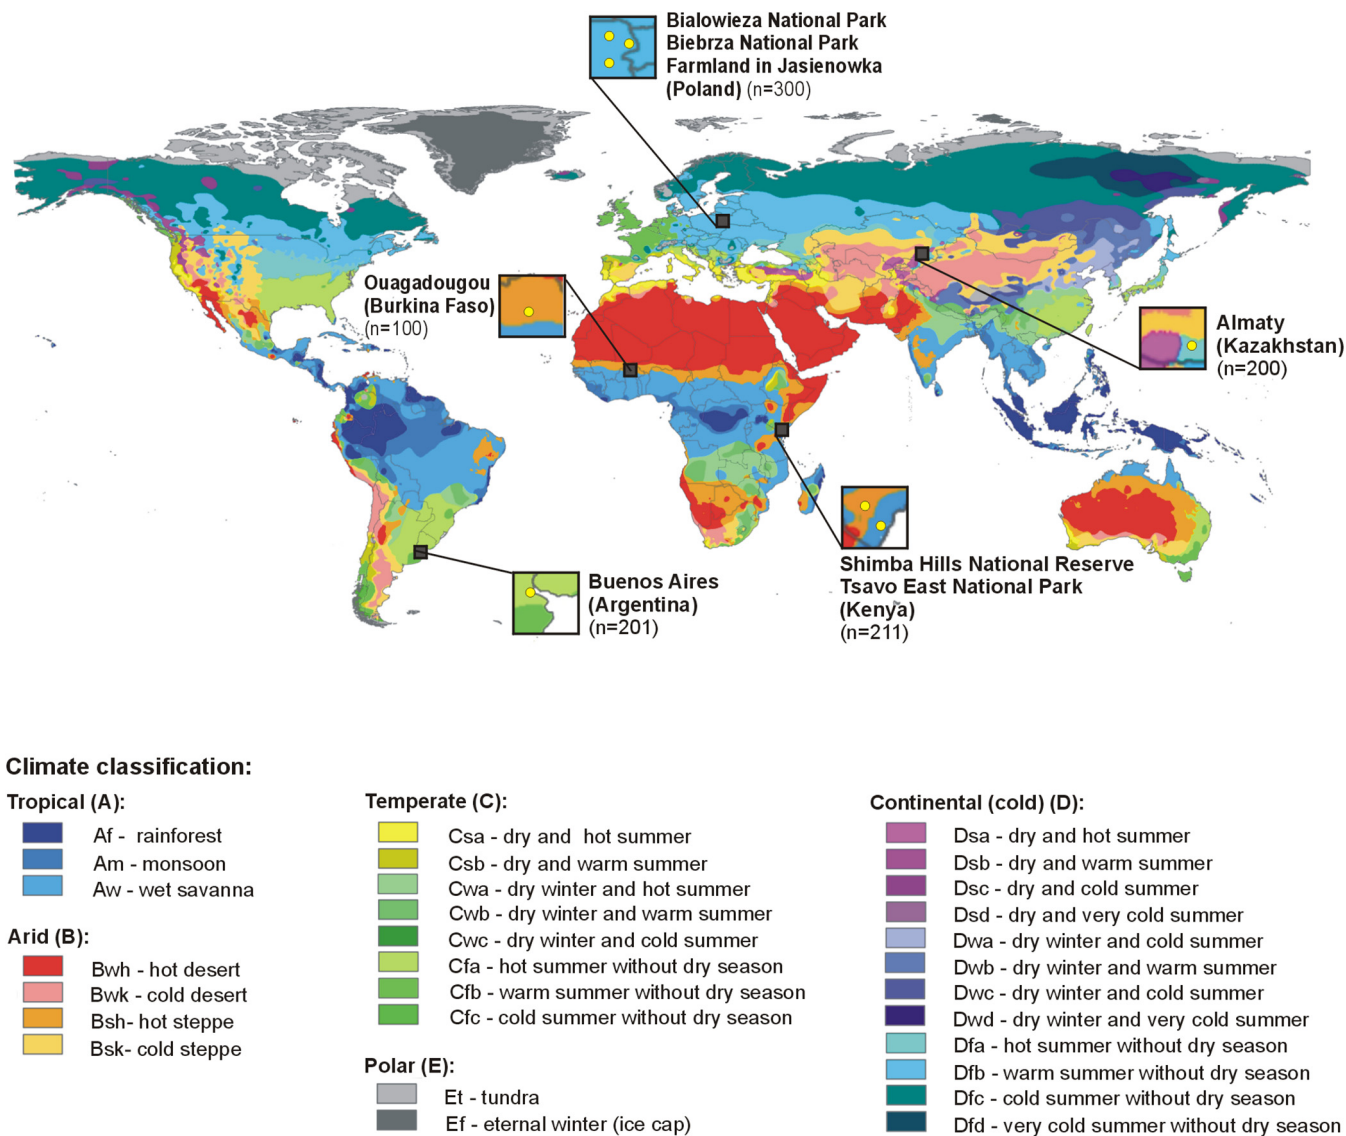 Bialowieza National Park
Biebrza National Park
Farmland in Jasienowka
(Poland) (n=300)
Ouagadougou
(Burkina Faso)
(n=100)
Almaty
(Kazakhstan)
(n=200)
Buenos Aires
(Argentina)
(n=201)
Shimba Hills National Reserve
Tsavo East National Park
(Kenya)
(n=211)
Climate classification:
Tropical (A):
Af - rainforest
Am - monsoon
Aw - wet savanna
Arid (B):
Bwh - hot desert
Bwk - cold desert
Bsh- hot steppe
Bsk- cold steppe
Temperate (C):
Csa - dry and hot summer
Csb - dry and warm summer
Cwa - dry winter and hot summer
Cwb - dry winter and warm summer
Cwc - dry winter and cold summer
Cfa - hot summer without dry season
Cfb - warm summer without dry season
Cfc - cold summer without dry season
Polar (E):
Et - tundra
Ef - eternal winter (ice cap)
Continental (cold) (D):
Dsa - dry and hot summer
Dsb - dry and warm summer
Dsc - dry and cold summer
Dsd - dry and very cold summer
Dwa - dry winter and cold summer
Dwb - dry winter and warm summer
Dwc - dry winter and cold summer
Dwd - dry winter and very cold summer
Dfa - hot summer without dry season
Dfb - warm summer without dry season
Dfc - cold summer without dry season
Dfd - very cold summer without dry season